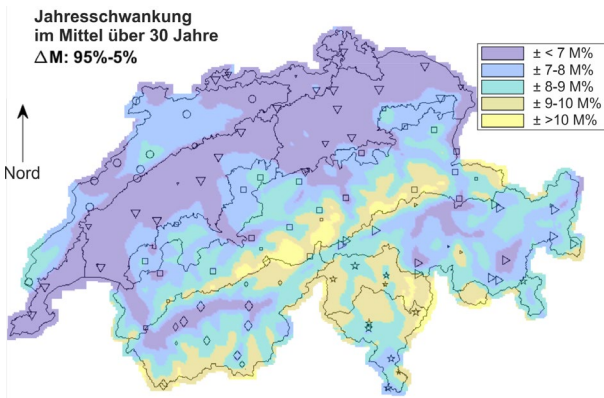 Jahresschwankung
im Mittel über 30 Jahre
ΔM: 95%-5%
Nord
± < 7 M%
± 7-8 M%
± 8-9 M%
± 9-10 M%
± >10 M%